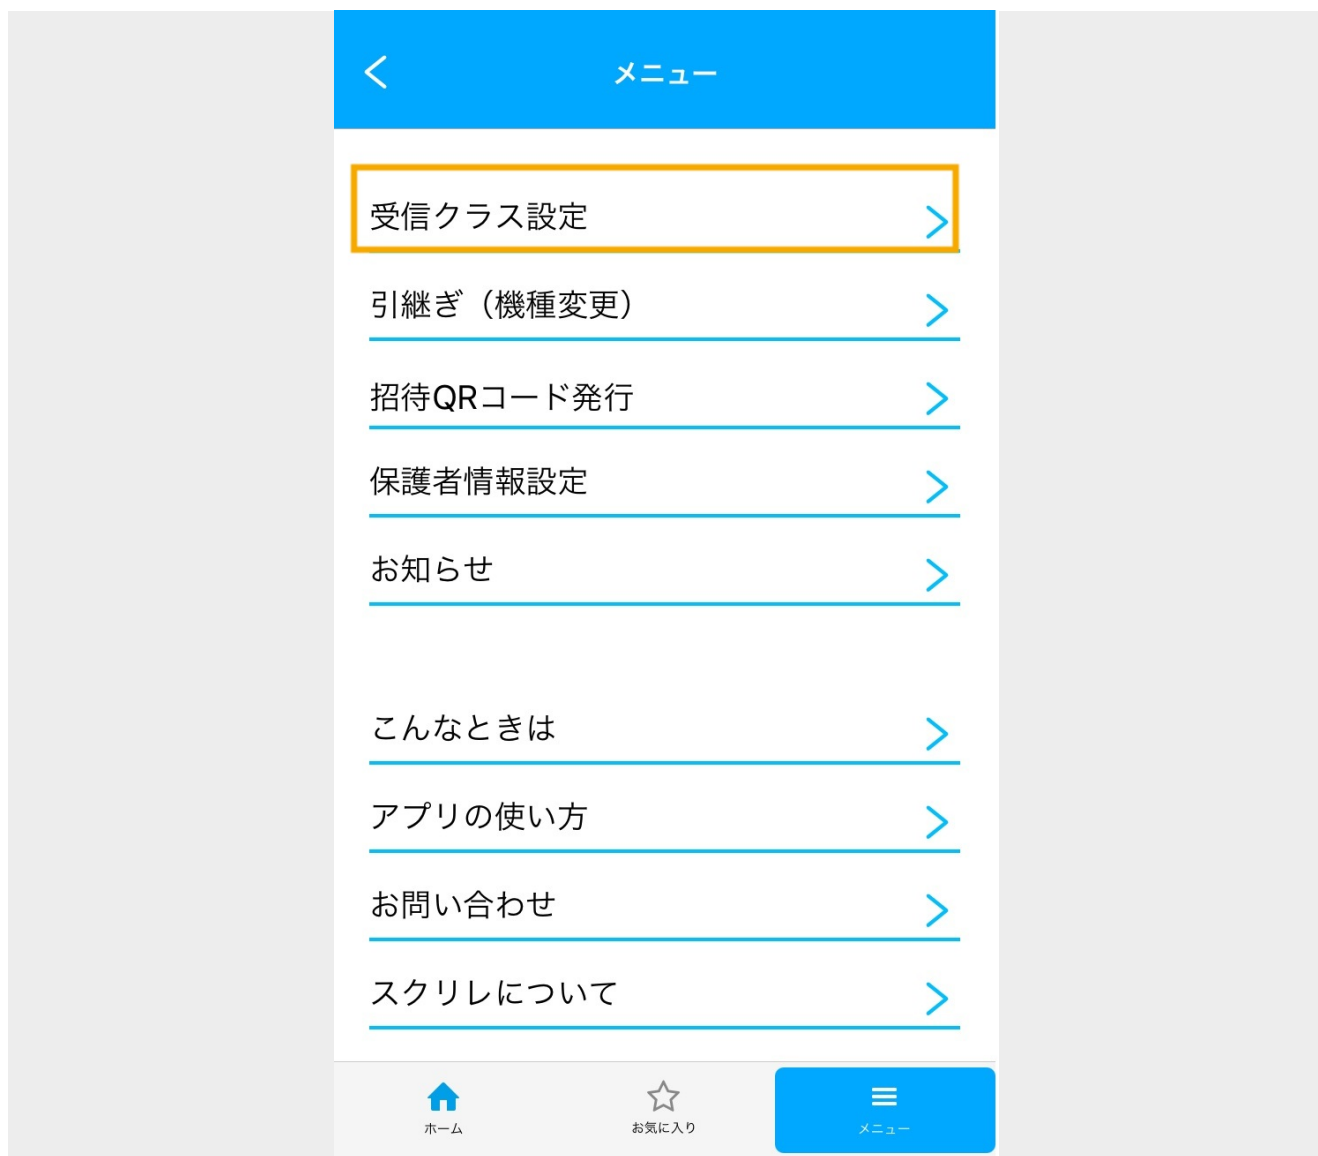 メニュー
受信クラス設定
引継ぎ（機種変更）
招待QRコード発行
保護者情報設定
お知らせ
こんなときは
アプリの使い方
お問い合わせ
スクリレについて
ホーム
お気に入り
メニュー